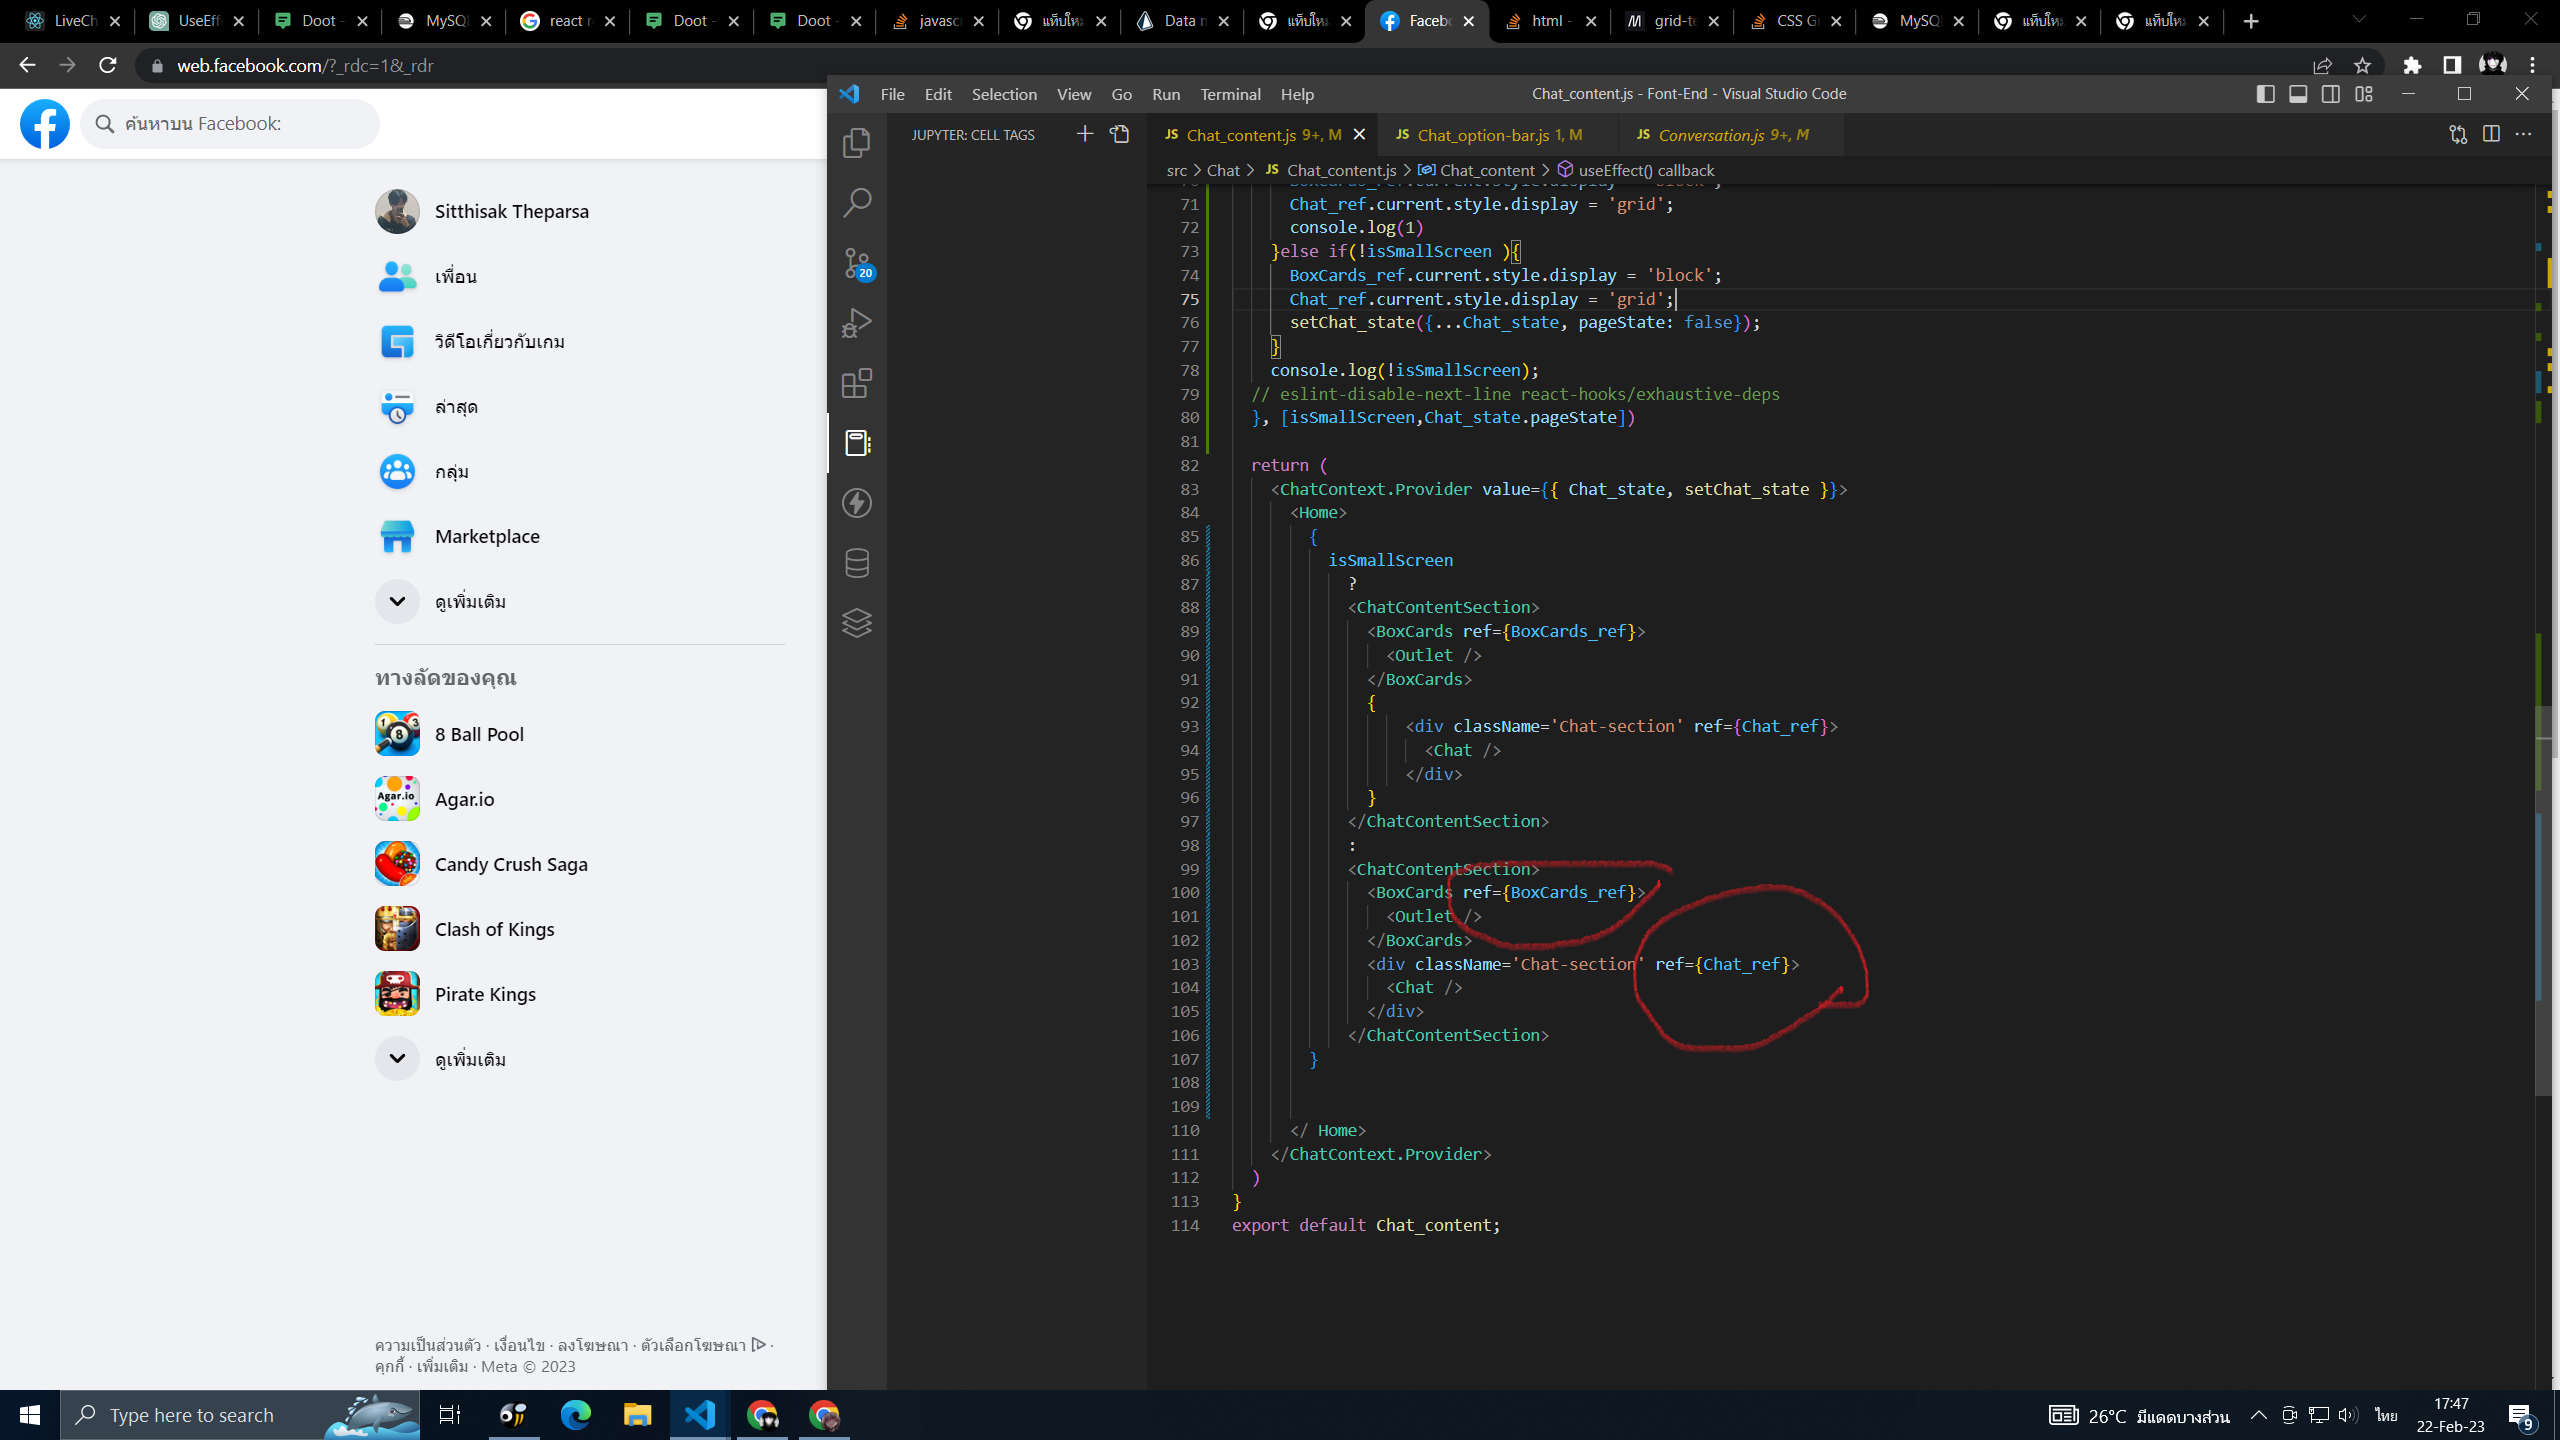 LiveCh
UseEffe
Doot -
MySQL
react re
Doot -
Doot -
javascr
แท็บใหม
Data m
แท็บใหม
Facebo
html -
grid-te
CSS Gr
MySQL
แท็บใหม
แท็บใหม
web.facebook.com/?_rdc=1&_rdr
ค้นหาบน Facebook:
Sitthisak Theparsa
เพื่อน
วิดีโอเกี่ยวกับเกม
ล่าสุด
กลุ่ม
Marketplace
ดูเพิ่มเติม
ทางลัดของคุณ
8 Ball Pool
Agar.io
Agar.io
Candy Crush Saga
Clash of Kings
Pirate Kings
ดูเพิ่มเติม
ความเป็นส่วนตัว · เงื่อนไข · ลงโฆษณา · ตัวเลือกโฆษณา ·
คุกกี้ · เพิ่มเติม · Meta © 2023
File Edit Selection View Go Run Terminal Help
Chat_content.js - Font-End - Visual Studio Code
JUPYTER: CELL TAGS
20
JS Chat_content.js 9+, M
JS Chat_option-bar.js 1, M
JS Conversation.js 9+, M
src > Chat > JS Chat_content.js > Chat_content > useEffect() callback
70 BoxCards_ref.current.style.display = 'block';
71 Chat_ref.current.style.display = 'grid';
72 console.log(1)
73 }else if(!isSmallScreen ){
74 BoxCards_ref.current.style.display = 'block';
75 Chat_ref.current.style.display = 'grid';
76 setChat_state({...Chat_state, pageState: false});
77 }
78 console.log(!isSmallScreen);
79 // eslint-disable-next-line react-hooks/exhaustive-deps
80 }, [isSmallScreen,Chat_state.pageState])
81
82 return (
83 <ChatContext.Provider value={{ Chat_state, setChat_state }}>
84 <Home>
85 {
86 isSmallScreen
87 ?
88 <ChatContentSection>
89 <BoxCards ref={BoxCards_ref}>
90 <Outlet />
91 </BoxCards>
92 {
93 <div className='Chat-section' ref={Chat_ref}>
94 <Chat />
95 </div>
96 }
97 </ChatContentSection>
98 :
99 <ChatContentSection>
100 <BoxCards ref={BoxCards_ref}>
101 <Outlet />
102 </BoxCards>
103 <div className='Chat-section' ref={Chat_ref}>
104 <Chat />
105 </div>
106 </ChatContentSection>
107 }
108
109
110 </ Home>
111 </ChatContext.Provider>
112 )
113 }
114 export default Chat_content;
Type here to search
26°C มีแดดบางส่วน
ไทย
17:47
22-Feb-23
9